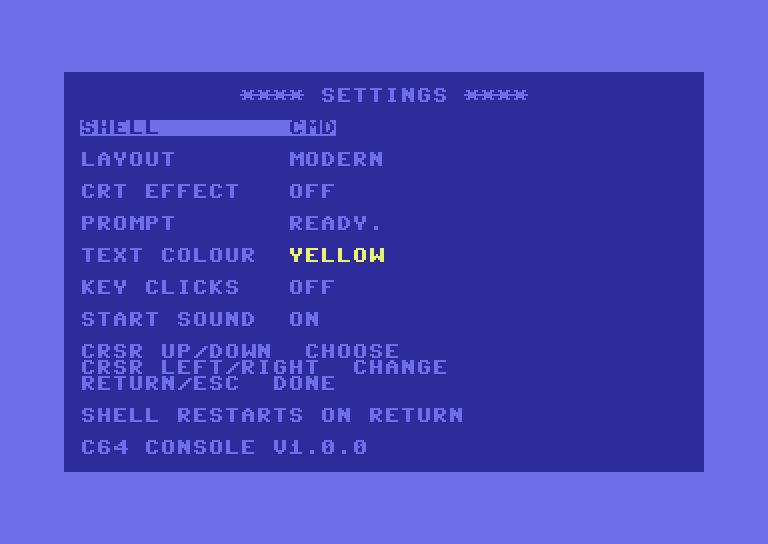 **** SETTINGS ****
SHELL CMD
LAYOUT MODERN
CRT EFFECT OFF
PROMPT READY.
TEXT COLOUR YELLOW
KEY CLICKS OFF
START SOUND ON
CRSR UP/DOWN CHOOSE
CRSR LEFT/RIGHT CHANGE
RETURN/ESC DONE
SHELL RESTARTS ON RETURN
C64 CONSOLE V1.0.0